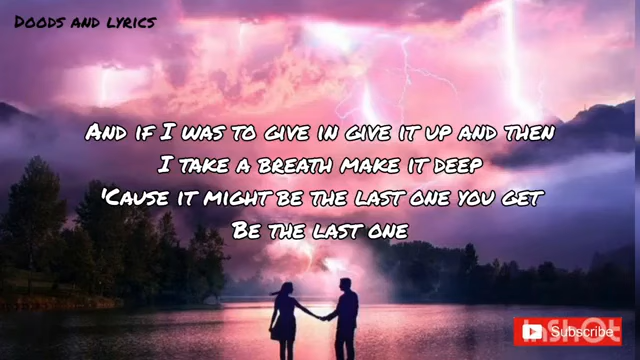 Doods and lyrics
And if I was to give in give it up and then
I take a breath make it deep
'Cause it might be the last one you get
Be the last one
Subscribe
InShOt